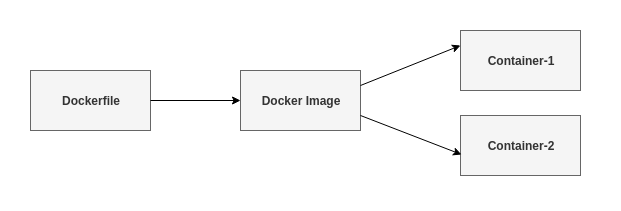 Dockerfile
Docker Image
Container-1
Container-2